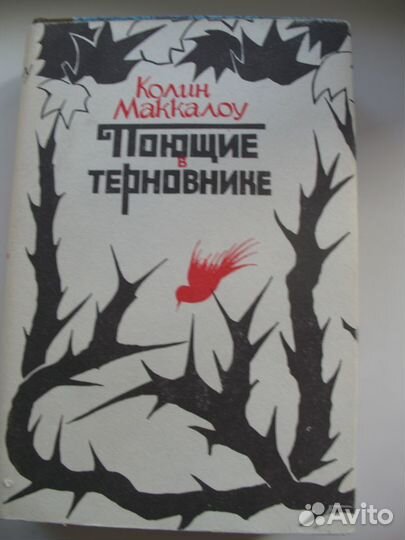 Колин
Маккалоу
Поющие
в
терновнике
Avito